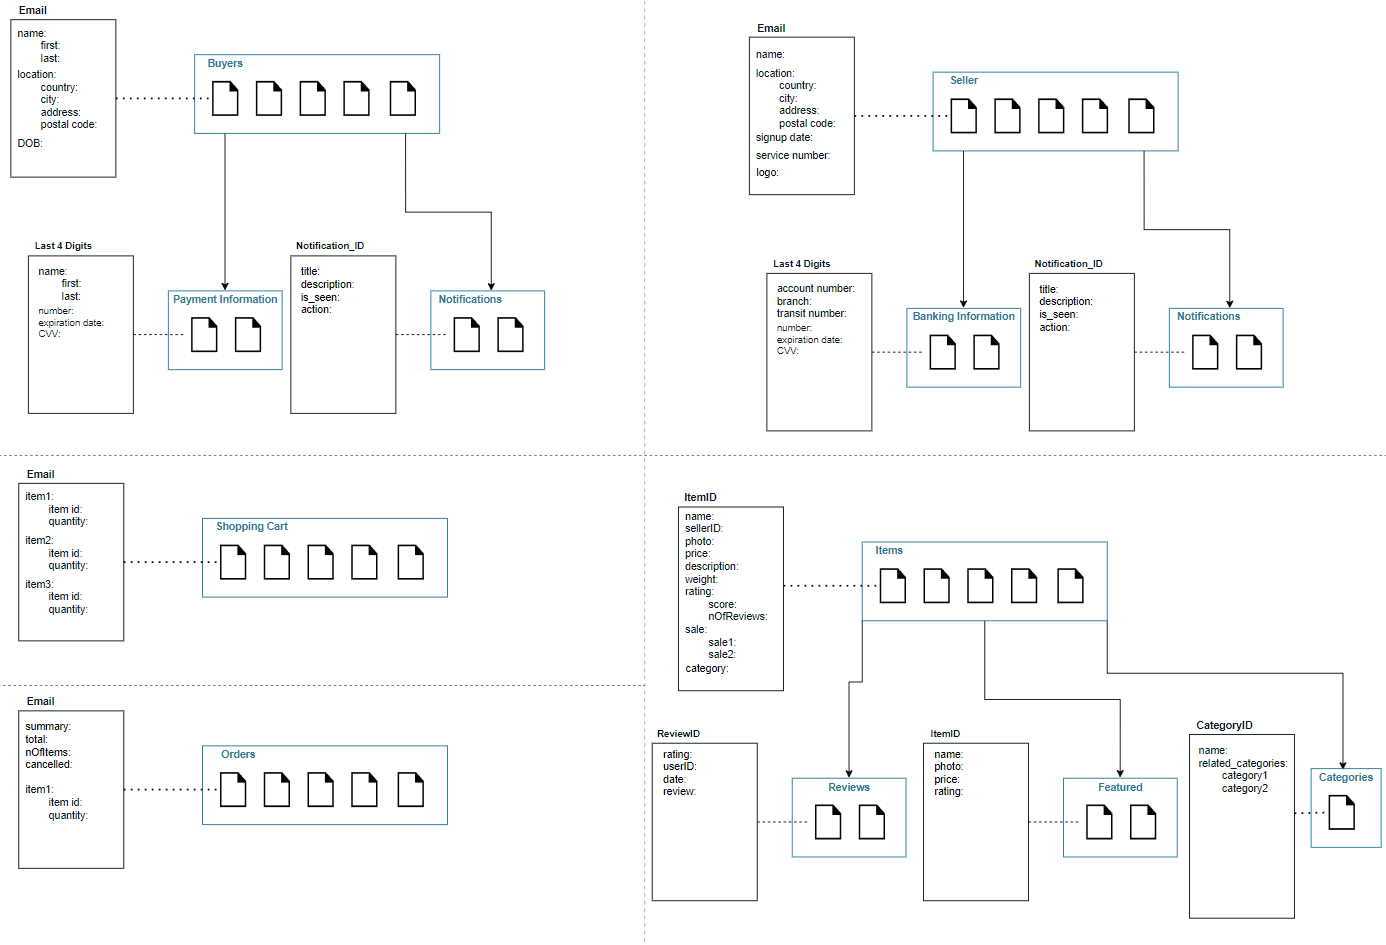 Email
name:
first:
last:
location:
country:
city:
address:
postal code:
DOB:
Buyers
Last 4 Digits
name:
first:
last:
number:
expiration date:
CVV:
Payment Information
Notification_ID
title:
description:
is_seen:
action:
Notifications
Email
name:
location:
country:
city:
address:
postal code:
signup date:
service number:
logo:
Seller
Last 4 Digits
account number:
branch:
transit number:
number:
expiration date:
CVV:
Banking Information
Notification_ID
title:
description:
is_seen:
action:
Notifications
Email
item1:
item id:
quantity:
item2:
item id:
quantity:
item3:
item id:
quantity:
Shopping Cart
Email
summary:
total:
nOfItems:
cancelled:
item1:
item id:
quantity:
Orders
ItemID
name:
sellerID:
photo:
price:
description:
weight:
rating:
score:
nOfReviews:
sale:
sale1:
sale2:
category:
Items
ReviewID
rating:
userID:
date:
review:
Reviews
ItemID
name:
photo:
price:
rating:
Featured
CategoryID
name:
related_categories:
category1
category2
Categories